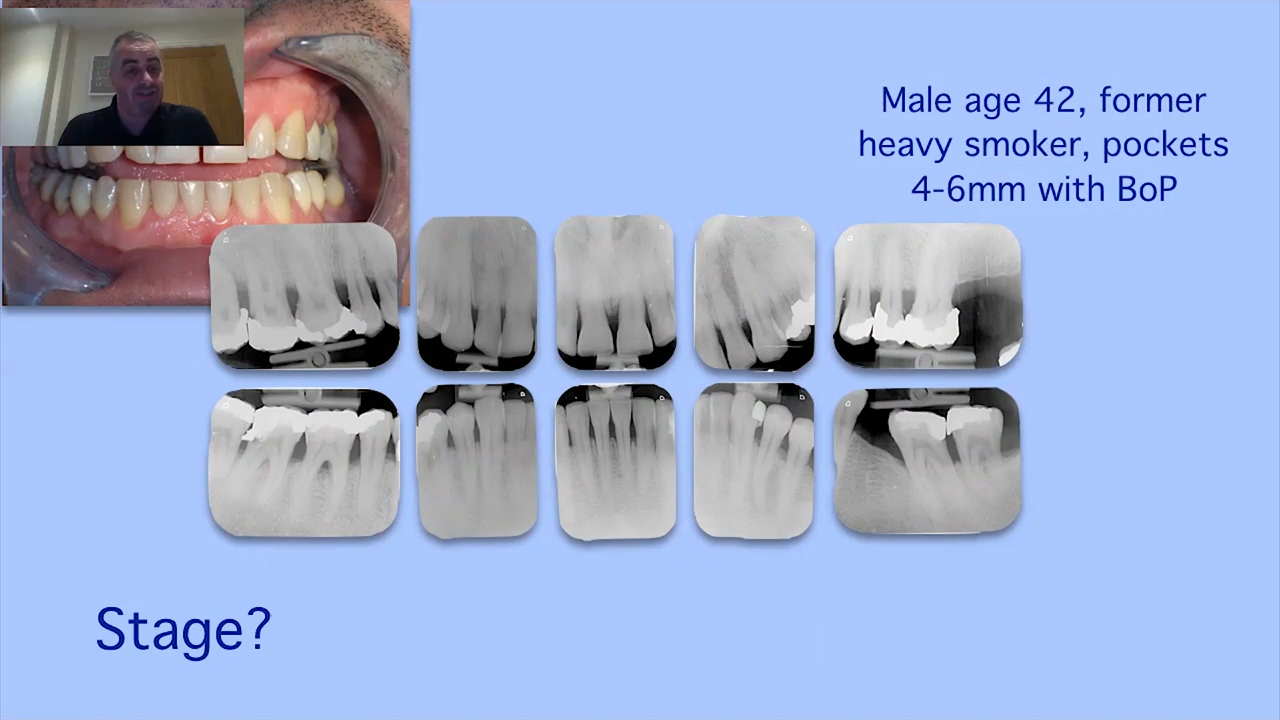 Male age 42, former
heavy smoker, pockets
4-6mm with BoP
Stage?